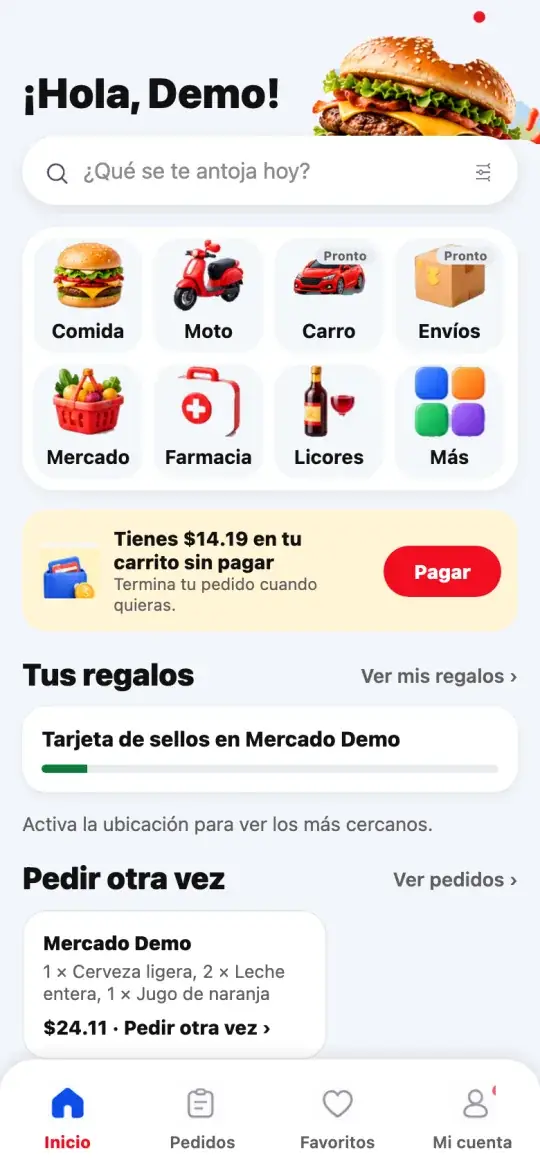 ¡Hola, Demo!
¿Qué se te antoja hoy?
Comida
Moto
Pronto
Carro
Pronto
Envíos
Mercado
Farmacia
Licores
Más
Tienes $14.19 en tu
carrito sin pagar
Termina tu pedido cuando
quieras.
Pagar
Tus regalos
Ver mis regalos ›
Tarjeta de sellos en Mercado Demo
Activa la ubicación para ver los más cercanos.
Pedir otra vez
Ver pedidos ›
Mercado Demo
1 × Cerveza ligera, 2 × Leche
entera, 1 × Jugo de naranja
$24.11 · Pedir otra vez ›
Inicio
Pedidos
Favoritos
Mi cuenta